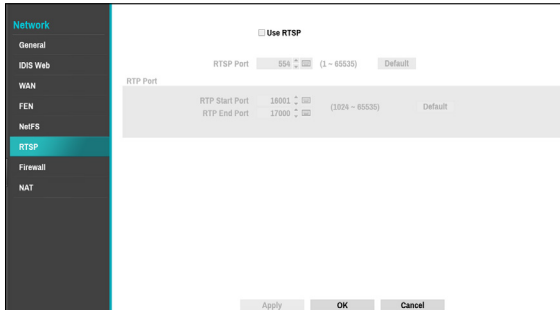 Network
General
IDIS Web
WAN
FEN
NetFS
RTSP
Firewall
NAT
Use RTSP
RTSP Port 554 (1 ~ 65535) Default
RTP Port
RTP Start Port 16001
RTP End Port 17000
(1024 ~ 65535) Default
Apply OK Cancel